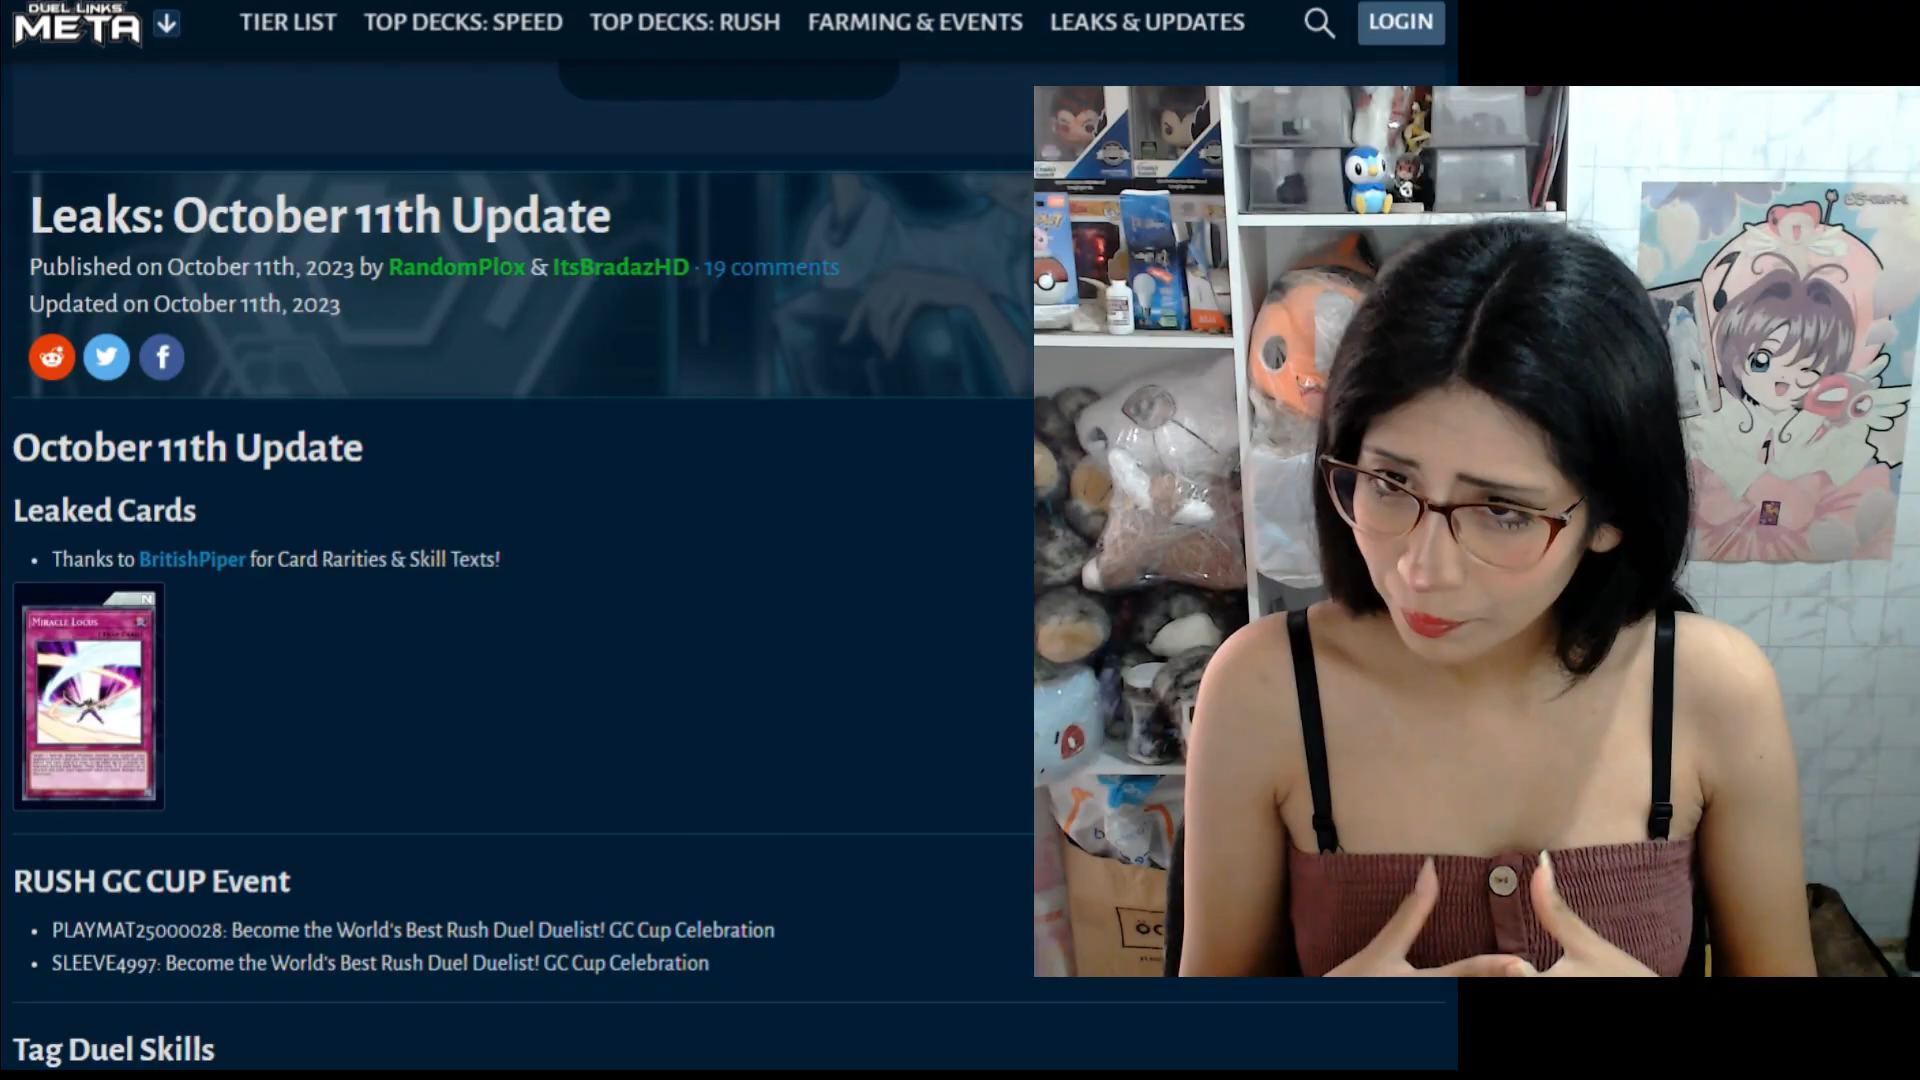 DUEL LINKS
META
TIER LIST
TOP DECKS: SPEED
TOP DECKS: RUSH
FARMING & EVENTS
LEAKS & UPDATES
LOGIN
Leaks: October 11th Update
Published on October 11th, 2023 by RandomPl0x & ItsBradazHD · 19 comments
Updated on October 11th, 2023
October 11th Update
Leaked Cards
• Thanks to BritishPiper for Card Rarities & Skill Texts!
N
MIRACLE LOCUS
RUSH GC CUP Event
• PLAYMAT25000028: Become the World's Best Rush Duel Duelist! GC Cup Celebration
• SLEEVE4997: Become the World's Best Rush Duel Duelist! GC Cup Celebration
Tag Duel Skills